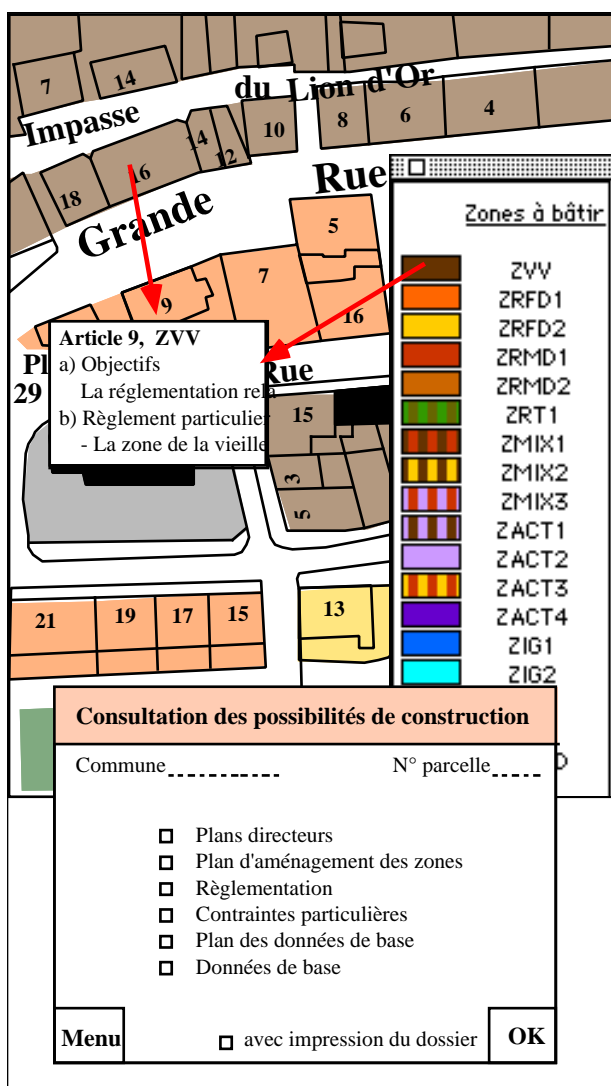 7
14
du Lion d'Or
Impasse
14
12
10
8
6
4
18
16
Grande
Rue
5
9
7
16
Zones à bâtir
ZVV
ZRFD1
ZRFD2
ZRMD1
ZRMD2
ZRT1
ZMIX1
ZMIX2
ZMIX3
ZACT1
ZACT2
ZACT3
ZACT4
ZIG1
ZIG2
Article 9, ZVV
a) Objectifs
La réglementation rela
b) Règlement particulier
- La zone de la vieille
Pl
29
Rue
15
3
5
21
19
17
15
13
Consultation des possibilités de construction
Commune N° parcelle
Plans directeurs
Plan d'aménagement des zones
Règlementation
Contraintes particulières
Plan des données de base
Données de base
Menu
avec impression du dossier
OK